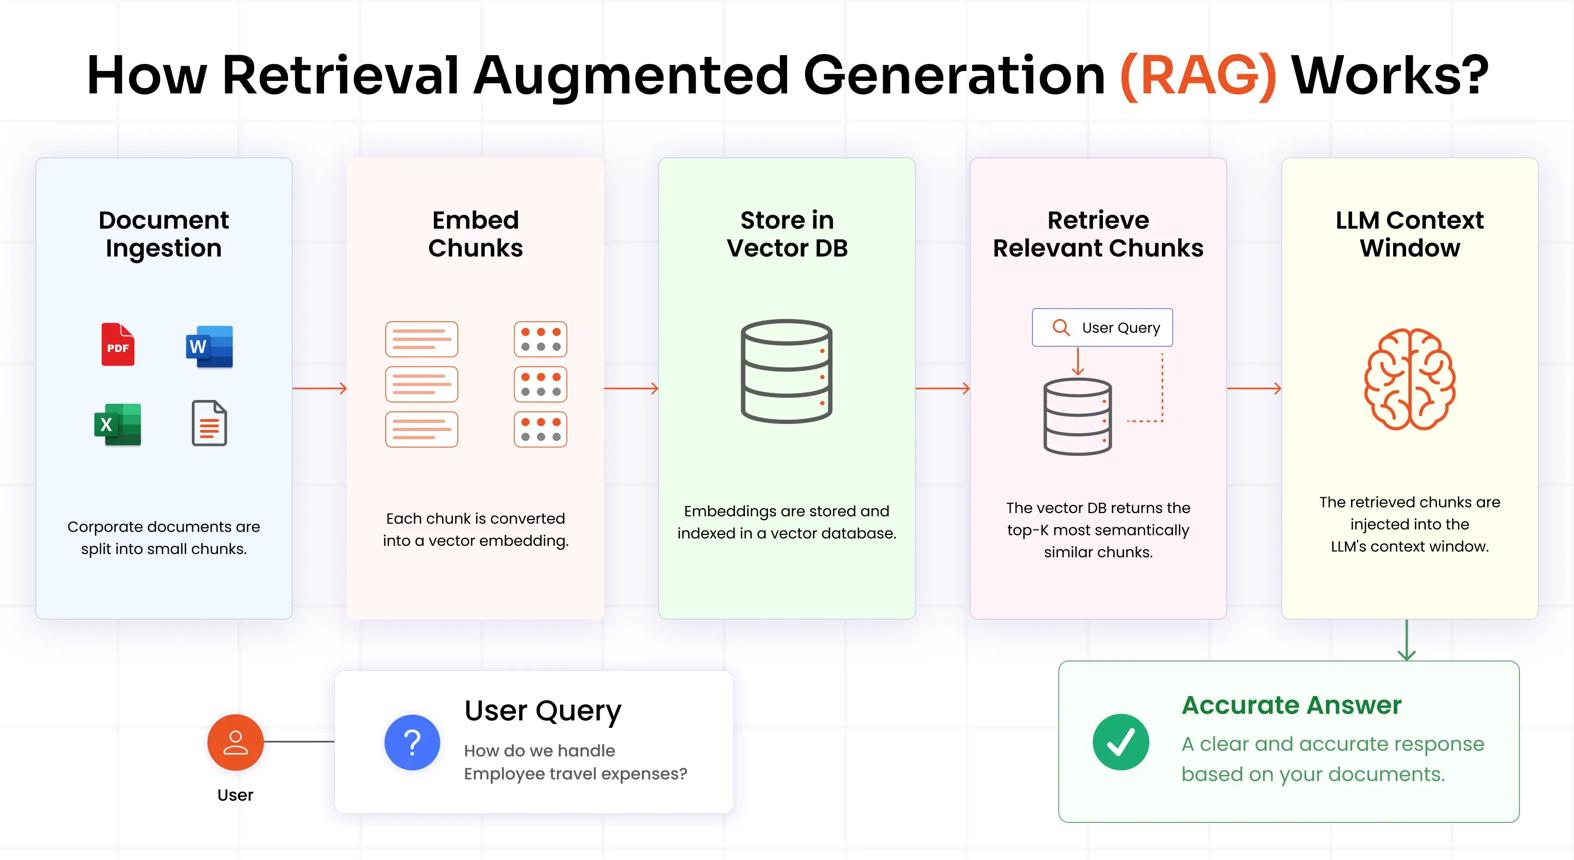 How Retrieval Augmented Generation (RAG) Works?
Document
Ingestion
PDF
W
X
Corporate documents are
split into small chunks.
Embed
Chunks
Each chunk is converted
into a vector embedding.
Store in
Vector DB
Embeddings are stored and
indexed in a vector database.
Retrieve
Relevant Chunks
User Query
The vector DB returns the
top-K most semantically
similar chunks.
LLM Context
Window
The retrieved chunks are
injected into the
LLM's context window.
User
?
User Query
How do we handle
Employee travel expenses?
Accurate Answer
A clear and accurate response
based on your documents.